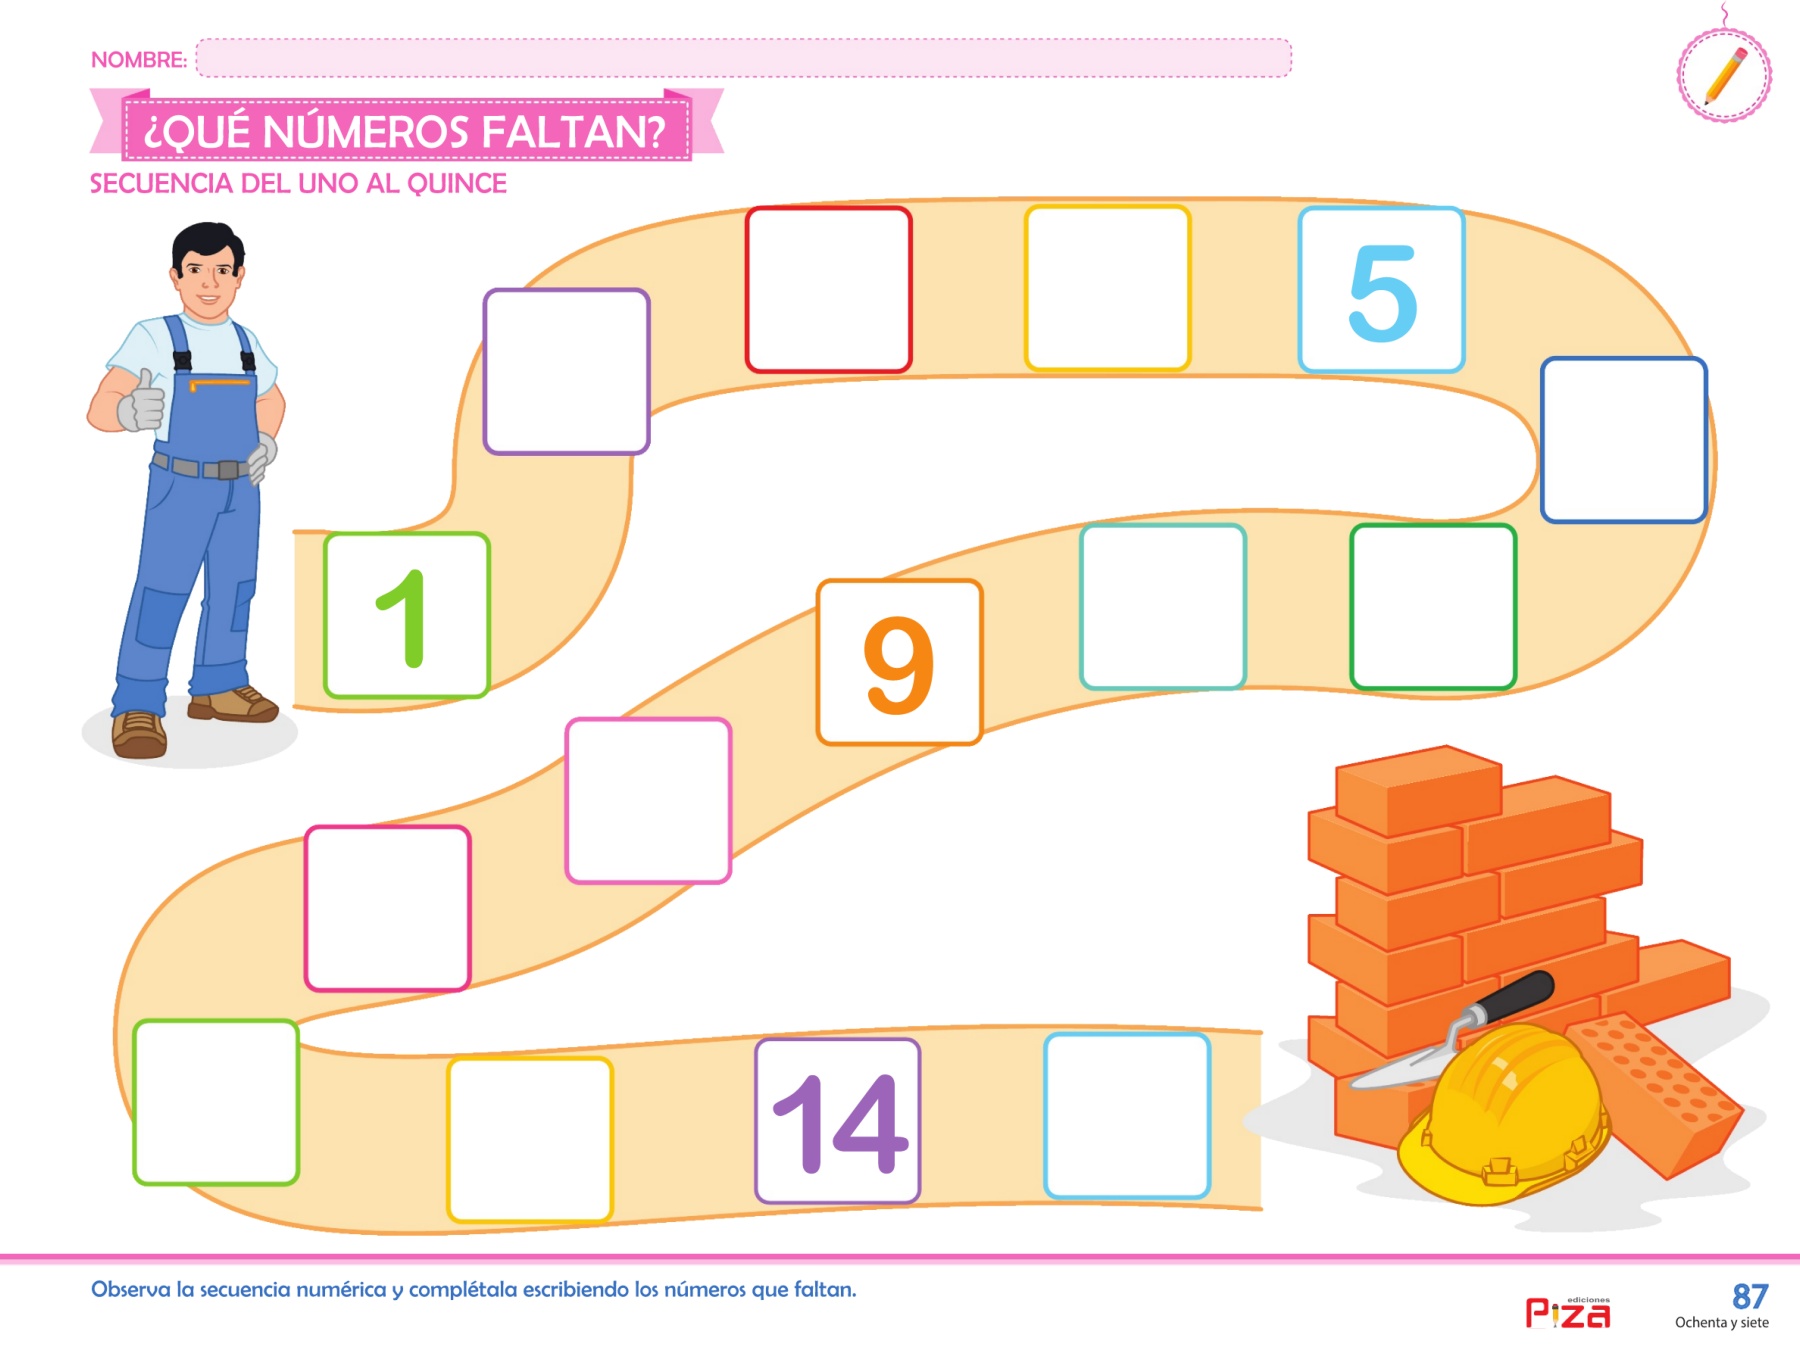 NOMBRE:
¿QUÉ NÚMEROS FALTAN?
SECUENCIA DEL UNO AL QUINCE
5
1
9
14
Observa la secuencia numérica y complétala escribiendo los números que faltan.
ediciones
Piza
87
Ochenta y siete